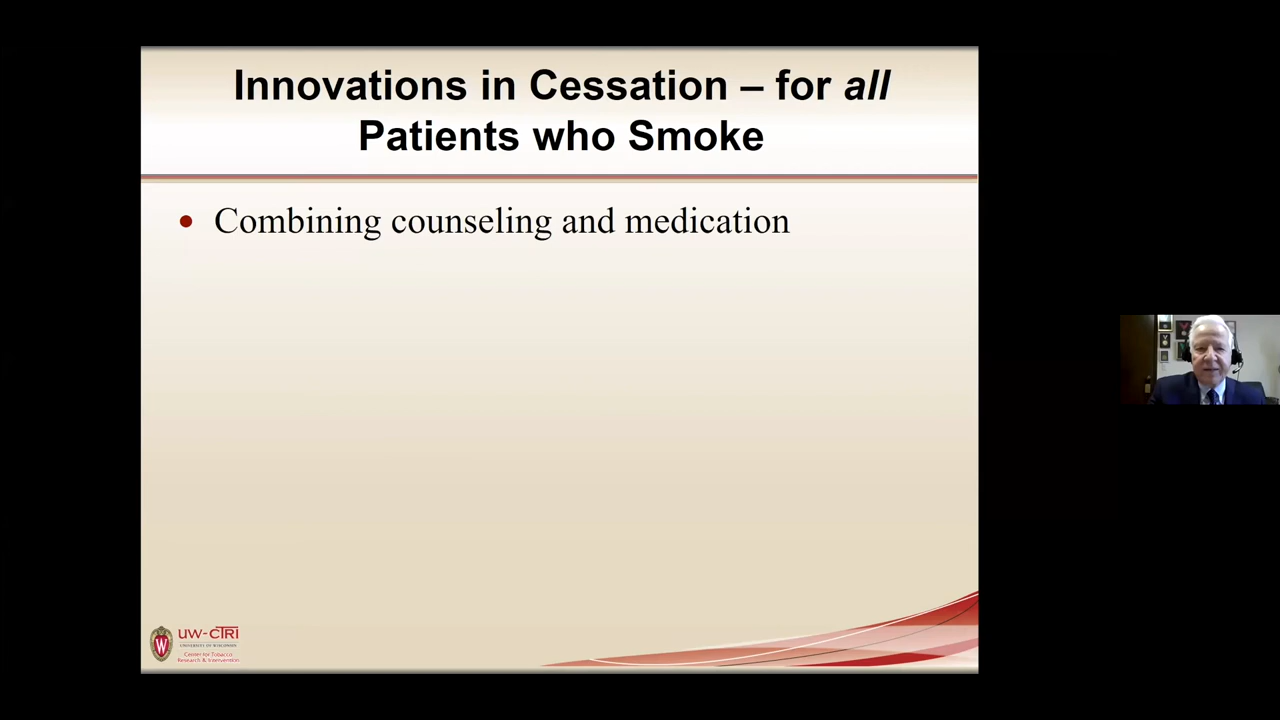 Innovations in Cessation – for all
Patients who Smoke
• Combining counseling and medication
W
UW-CTRI
UNIVERSITY OF WISCONSIN
Center for Tobacco
Research & Intervention